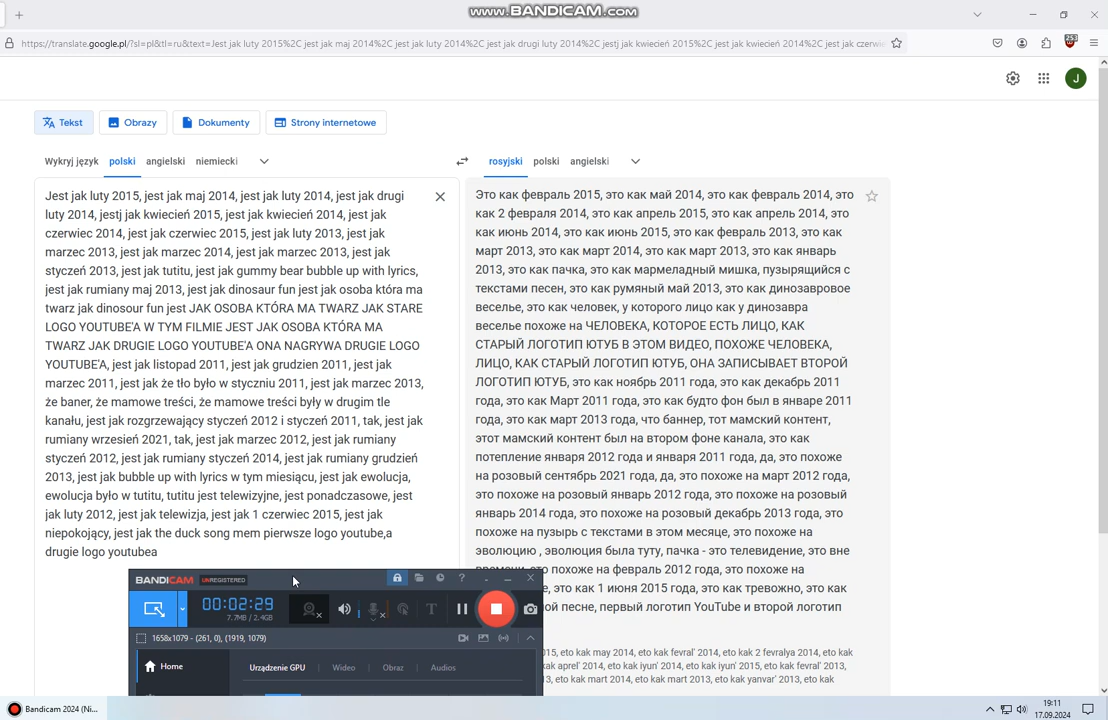 www.BANDICAM.com
https://translate.google.pl/?sl=pl&tl=ru&text=Jest jak luty 2015%2C jest jak maj 2014%2C jest jak luty 2014%2C jest jak drugi luty 2014%2C jestj jak kwiecień 2015%2C jest jak kwiecień 2014%2C jest jak czerwie
253
J
Tekst Obrazy Dokumenty Strony internetowe
Wykryj język polski angielski niemiecki rosyjski polski angielski
Jest jak luty 2015, jest jak maj 2014, jest jak luty 2014, jest jak drugi
luty 2014, jestj jak kwiecień 2015, jest jak kwiecień 2014, jest jak
czerwiec 2014, jest jak czerwiec 2015, jest jak luty 2013, jest jak
marzec 2013, jest jak marzec 2014, jest jak marzec 2013, jest jak
styczeń 2013, jest jak tutitu, jest jak gummy bear bubble up with lyrics,
jest jak rumiany maj 2013, jest jak dinosaur fun jest jak osoba która ma
twarz jak dinosour fun jest JAK OSOBA KTÓRA MA TWARZ JAK STARE
LOGO YOUTUBE'A W TYM FILMIE JEST JAK OSOBA KTÓRA MA
TWARZ JAK DRUGIE LOGO YOUTUBE'A ONA NAGRYWA DRUGIE LOGO
YOUTUBE'A, jest jak listopad 2011, jest jak grudzien 2011, jest jak
marzec 2011, jest jak że tło było w styczniu 2011, jest jak marzec 2013,
że baner, że mamowe treści, że mamowe treści były w drugim tle
kanału, jest jak rozgrzewający styczeń 2012 i styczeń 2011, tak, jest jak
rumiany wrzesień 2021, tak, jest jak marzec 2012, jest jak rumiany
styczeń 2012, jest jak rumiany styczeń 2014, jest jak rumiany grudzień
2013, jest jak bubble up with lyrics w tym miesiącu, jest jak ewolucja,
ewolucja było w tutitu, tutitu jest telewizyjne, jest ponadczasowe, jest
jak luty 2012, jest jak telewizja, jest jak 1 czerwiec 2015, jest jak
niepokojący, jest jak the duck song mem pierwsze logo youtube,a
drugie logo youtubea
Это как февраль 2015, это как май 2014, это как февраль 2014, это
как 2 февраля 2014, это как апрель 2015, это как апрель 2014, это
как июнь 2014, это как июнь 2015, это как февраль 2013, это как
март 2013, это как март 2014, это как март 2013, это как январь
2013, это как пачка, это как мармеладный мишка, пузырящийся с
текстами песен, это как румяный май 2013, это как динозавровое
веселье, это как человек, у которого лицо как у динозавра
веселье похоже на ЧЕЛОВЕКА, КОТОРОЕ ЕСТЬ ЛИЦО, КАК
СТАРЫЙ ЛОГОТИП ЮТУБ В ЭТОМ ВИДЕО, ПОХОЖЕ ЧЕЛОВЕКА,
ЛИЦО, КАК СТАРЫЙ ЛОГОТИП ЮТУБ, ОНА ЗАПИСЫВАЕТ ВТОРОЙ
ЛОГОТИП ЮТУБ, это как ноябрь 2011 года, это как декабрь 2011
года, это как Март 2011 года, это как будто фон был в январе 2011
года, это как март 2013 года, что баннер, тот мамский контент,
этот мамский контент был на втором фоне канала, это как
потепление января 2012 года и января 2011 года, да, это похоже
на розовый сентябрь 2021 года, да, это похоже на март 2012 года,
это похоже на розовый январь 2012 года, это похоже на розовый
январь 2014 года, это похоже на розовый декабрь 2013 года, это
похоже на пузырь с текстами в этом месяце, это похоже на
эволюцию , эволюция была туту, пачка - это телевидение, это вне
это похоже на февраль 2012 года, это похоже на
е, это как 1 июня 2015 года, это как тревожно, это как
ой песне, первый логотип YouTube и второй логотип
015, eto kak may 2014, eto kak fevral' 2014, eto kak 2 fevralya 2014, eto kak
kak aprel' 2014, eto kak iyun' 2014, eto kak iyun' 2015, eto kak fevral' 2013,
3, eto kak mart 2014, eto kak mart 2013, eto kak yanvar' 2013, eto kak
BANDICAM UNREGISTERED
00:02:29
7.7MB / 2.4GB
1
T
1658x1079 - (261, 0), (1919, 1079)
Home Urządzenie GPU Wideo Obraz Audios
Bandicam 2024 (Ni...
19:11
17.09.2024